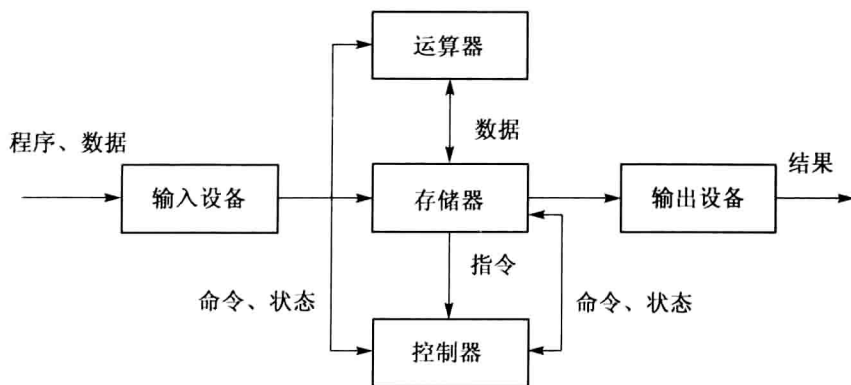 运算器
数据
程序、数据
输入设备
存储器
输出设备
结果
指令
命令、状态
命令、状态
控制器